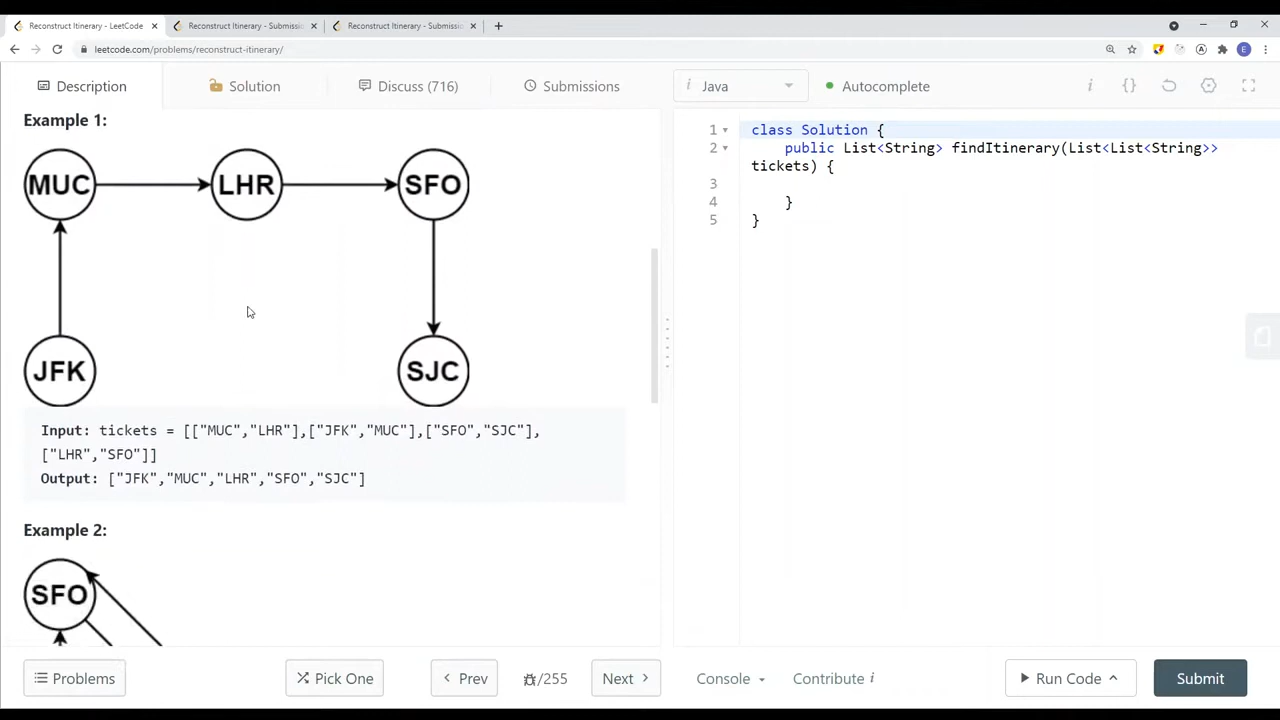 Reconstruct Itinerary - LeetCode
Reconstruct Itinerary - Submissi
Reconstruct Itinerary - Submissi
leetcode.com/problems/reconstruct-itinerary/
E
Description
Solution
Discuss (716)
Submissions
i Java
Autocomplete
i {}
Example 1:
MUC
LHR
SFO
JFK
SJC
Input: tickets = [["MUC","LHR"],["JFK","MUC"],["SFO","SJC"],
["LHR","SFO"]]
Output: ["JFK","MUC","LHR","SFO","SJC"]
Example 2:
SFO
1 class Solution {
2 public List<String> findItinerary(List<List<String>>
tickets) {
3
4 }
5 }
Problems
Pick One
Prev
/255
Next
Console
Contribute i
Run Code
Submit